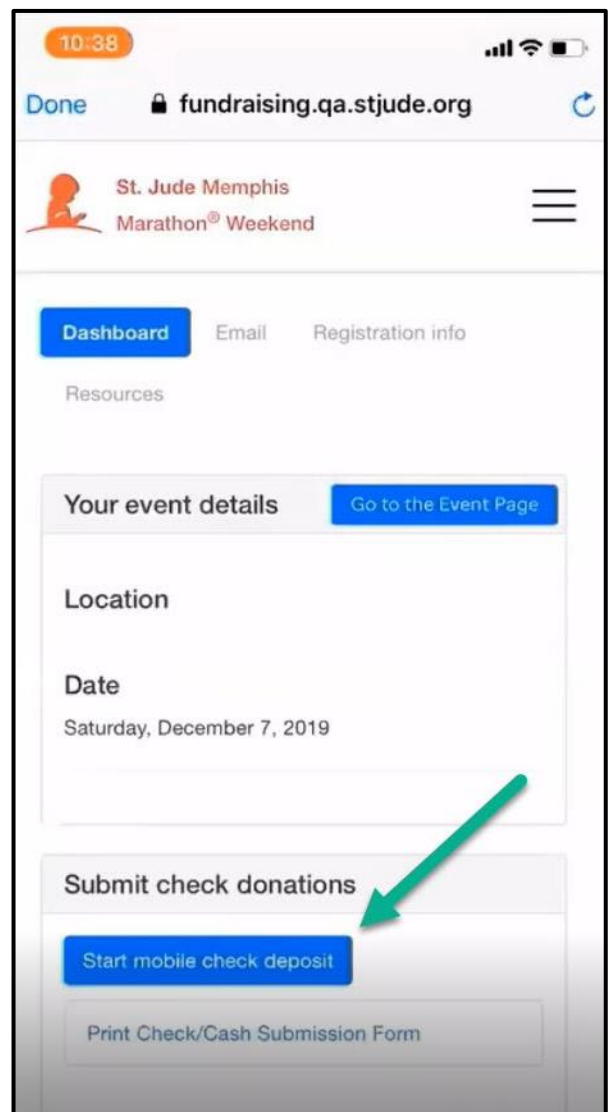 10:38
Done fundraising.qa.stjude.org
St. Jude Memphis
Marathon® Weekend
Dashboard Email Registration info
Resources
Your event details Go to the Event Page
Location
Date
Saturday, December 7, 2019
Submit check donations
Start mobile check deposit
Print Check/Cash Submission Form